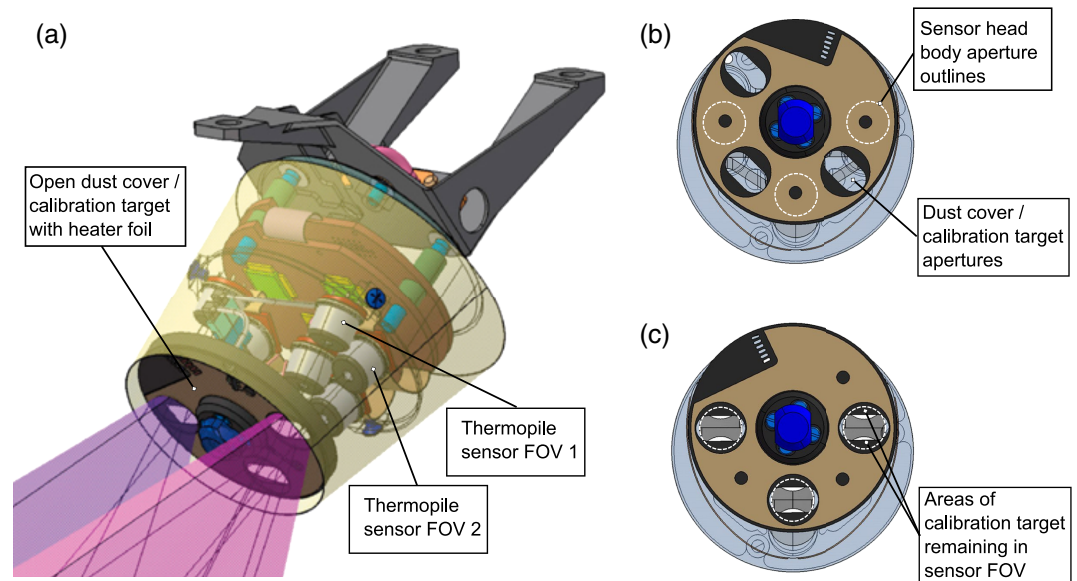 (a)
Open dust cover /
calibration target
with heater foil
Thermopile
sensor FOV 1
Thermopile
sensor FOV 2
(b)
Sensor head
body aperture
outlines
Dust cover /
calibration target
apertures
(c)
Areas of
calibration target
remaining in
sensor FOV